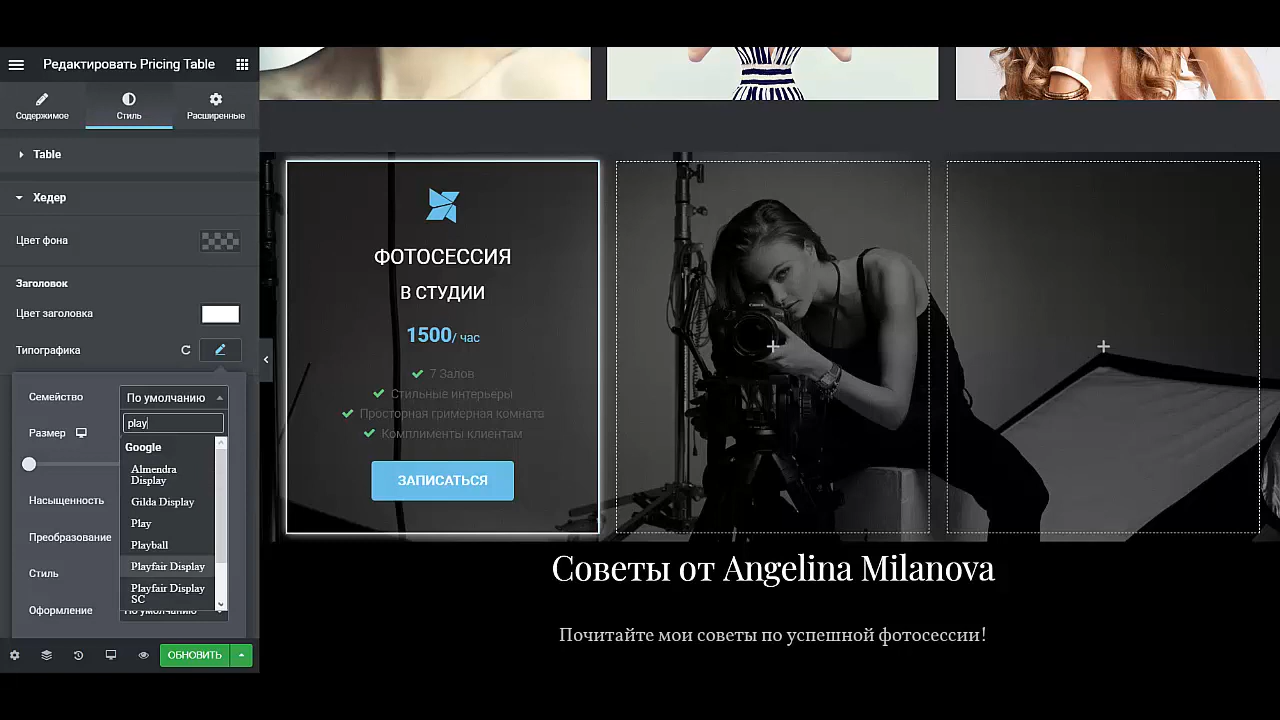 Редактировать Pricing Table
Содержимое
Стиль
Расширенные
Table
Хедер
Цвет фона
Заголовок
Цвет заголовка
Типографика
Семейство
По умолчанию
play
Размер
Google
Almendra
Display
Gilda Display
Play
Playball
Playfair Display
Playfair Display
SC
Насыщенность
Преобразование
Стиль
Оформление
По умолчанию
ОБНОВИТЬ
ФОТОСЕССИЯ
В СТУДИИ
1500/ час
7 Залов
Стильные интерьеры
Просторная гримерная комната
Комплименты клиентам
ЗАПИСАТЬСЯ
Canon
Советы от Angelina Milanova
Почитайте мои советы по успешной фотосессии!